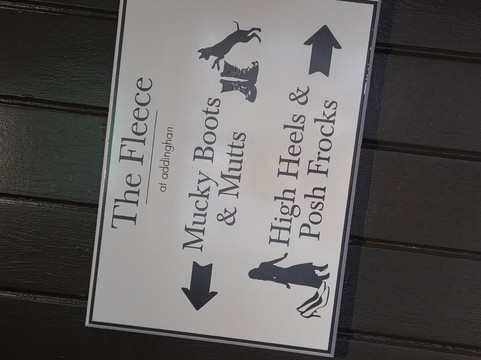 The Fleece
at addingham
Mucky Boots
& Mutts
High Heels &
Posh Frocks